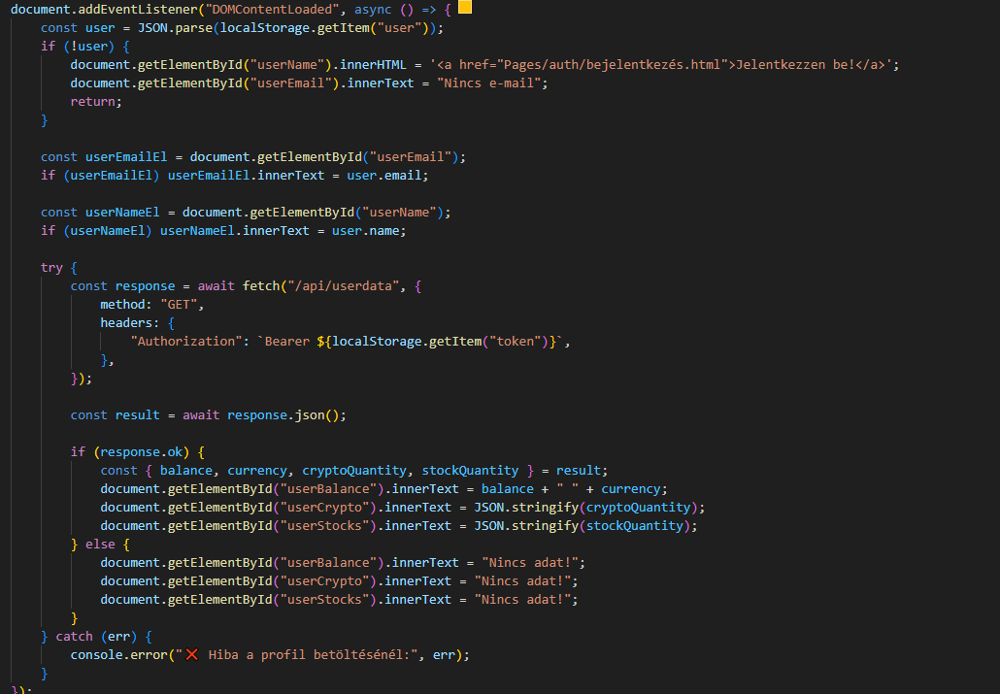 document.addEventListener("DOMContentLoaded", async () => {
    const user = JSON.parse(localStorage.getItem("user"));
    if (!user) {
        document.getElementById("userName").innerHTML = '<a href="Pages/auth/bejelentkezés.html">Jelentkezzen be!</a>';
        document.getElementById("userEmail").innerText = "Nincs e-mail";
        return;
    }

    const userEmailEl = document.getElementById("userEmail");
    if (userEmailEl) userEmailEl.innerText = user.email;

    const userNameEl = document.getElementById("userName");
    if (userNameEl) userNameEl.innerText = user.name;

    try {
        const response = await fetch("/api/userdata", {
            method: "GET",
            headers: {
                "Authorization": `Bearer ${localStorage.getItem("token")}`,
            },
        });

        const result = await response.json();

        if (response.ok) {
            const { balance, currency, cryptoQuantity, stockQuantity } = result;
            document.getElementById("userBalance").innerText = balance + " " + currency;
            document.getElementById("userCrypto").innerText = JSON.stringify(cryptoQuantity);
            document.getElementById("userStocks").innerText = JSON.stringify(stockQuantity);
        } else {
            document.getElementById("userBalance").innerText = "Nincs adat!";
            document.getElementById("userCrypto").innerText = "Nincs adat!";
            document.getElementById("userStocks").innerText = "Nincs adat!";
        }
    } catch (err) {
        console.error("❌ Hiba a profil betöltésénél:", err);
    }
});